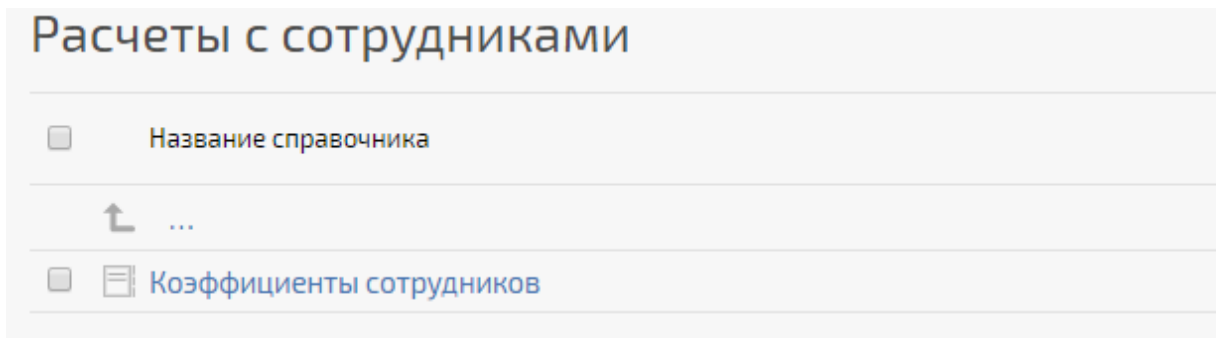 Расчеты с сотрудниками
Название справочника
...
Коэффициенты сотрудников